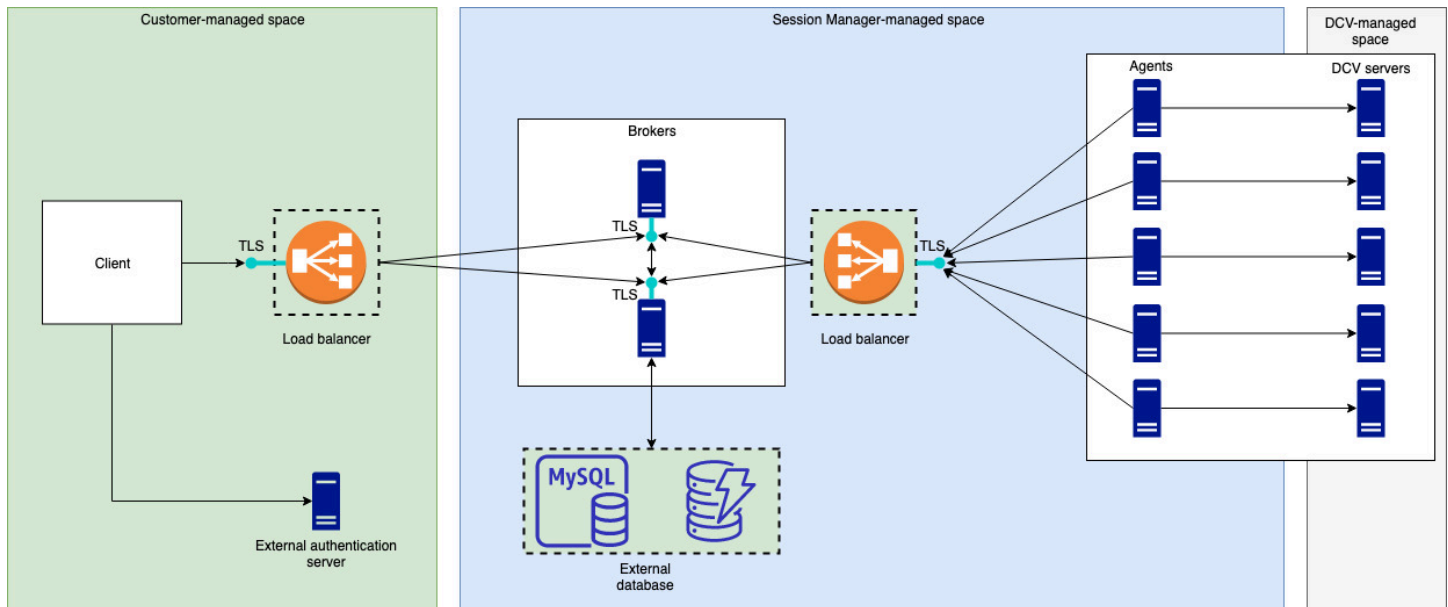 Customer-managed space
Session Manager-managed space
DCV-managed
space
Agents
DCV servers
Brokers
TLS
Client
TLS
TLS
TLS
Load balancer
Load balancer
MySQL
External authentication
server
External
database